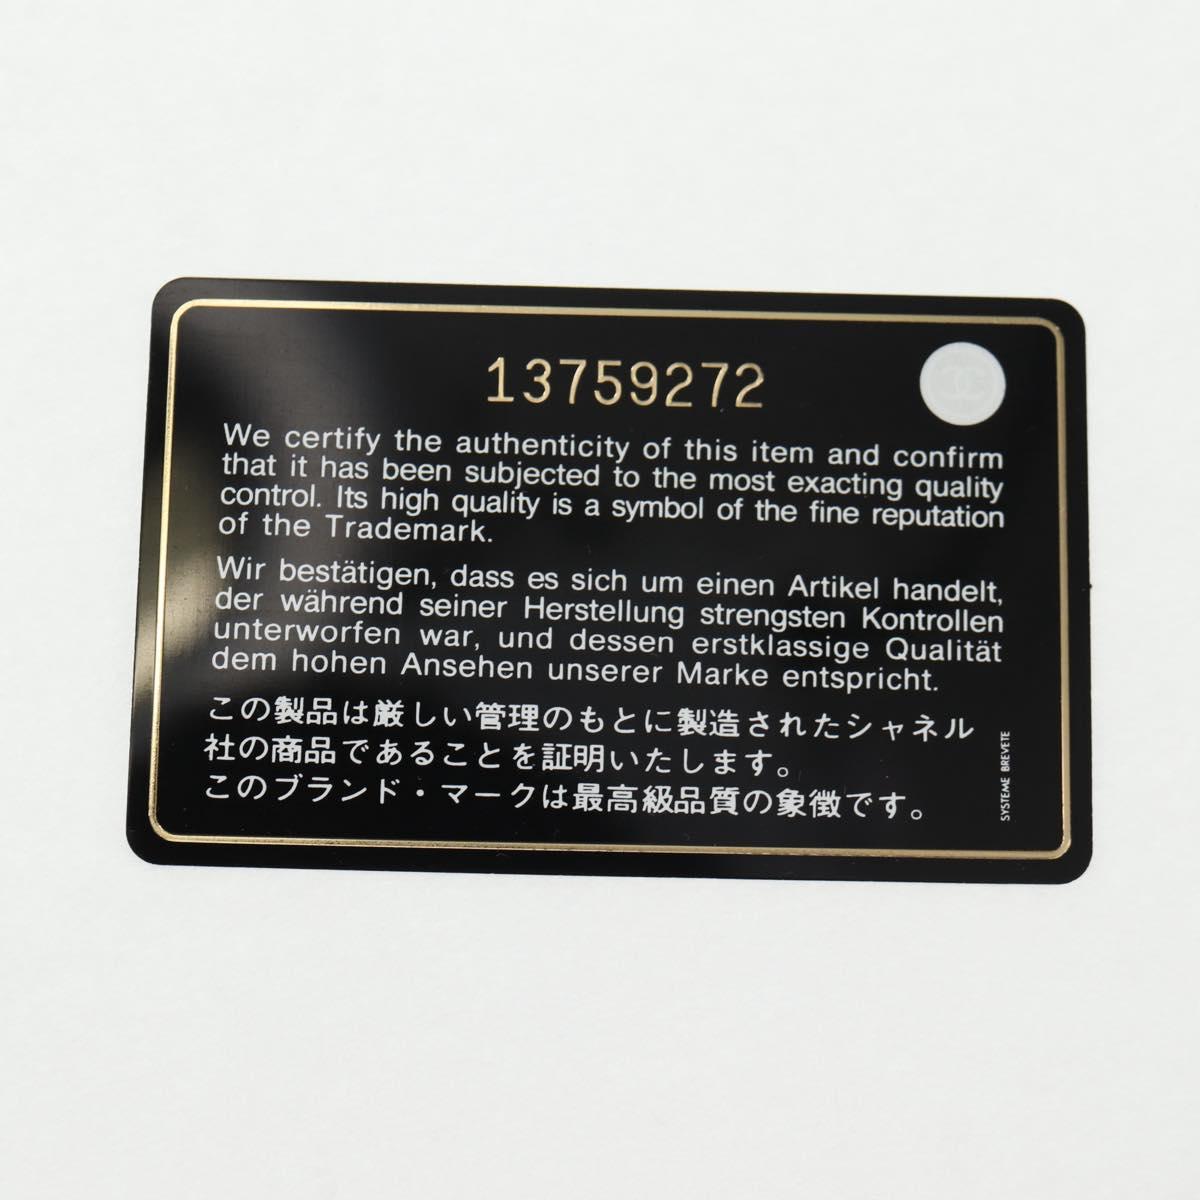 13759272
We certify the authenticity of this item and confirm
that it has been subjected to the most exacting quality
control. Its high quality is a symbol of the fine reputation
of the Trademark.
Wir bestätigen, dass es sich um einen Artikel handelt,
der während seiner Herstellung strengsten Kontrollen
unterworfen war, und dessen erstklassige Qualität
dem hohen Ansehen unserer Marke entspricht.
この製品は厳しい管理のもとに製造されたシャネル
社の商品であることを証明いたします。
このブランド・マークは最高級品質の象徴です。
SYSTEME BREVETE